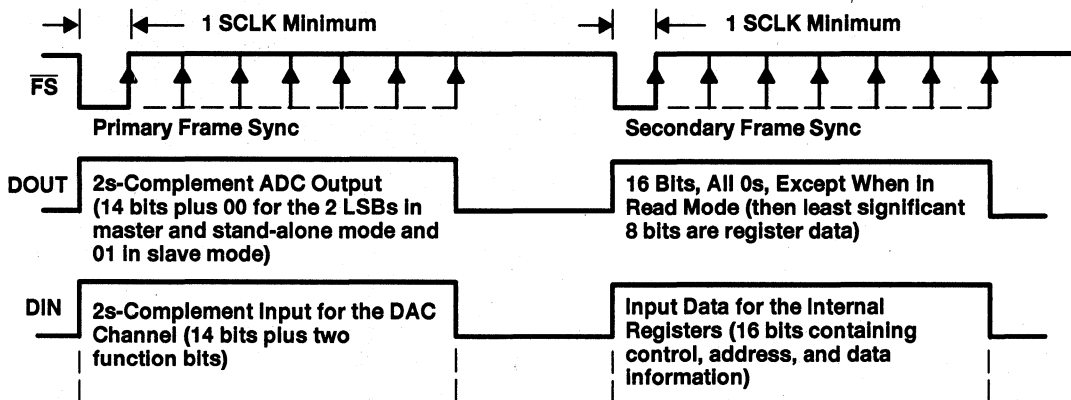 1 SCLK Minimum
1 SCLK Minimum
FS
Primary Frame Sync
Secondary Frame Sync
DOUT
2s-Complement ADC Output
(14 bits plus 00 for the 2 LSBs in
master and stand-alone mode and
01 in slave mode)
16 Bits, All 0s, Except When in
Read Mode (then least significant
8 bits are register data)
DIN
2s-Complement Input for the DAC
Channel (14 bits plus two
function bits)
Input Data for the Internal
Registers (16 bits containing
control, address, and data
information)